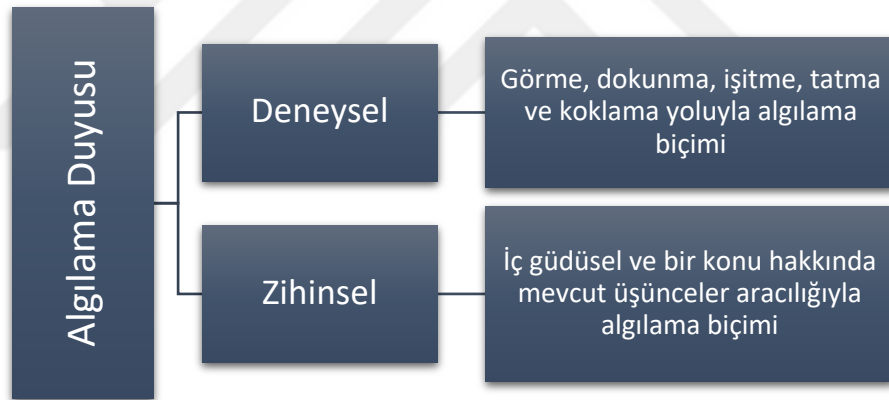 Algılama Duyusu
Deneysel
Görme, dokunma, işitme, tatma
ve koklama yoluyla algılama
biçimi
Zihinsel
İç güdüsel ve bir konu hakkında
mevcut üşünceler aracılığıyla
algılama biçimi